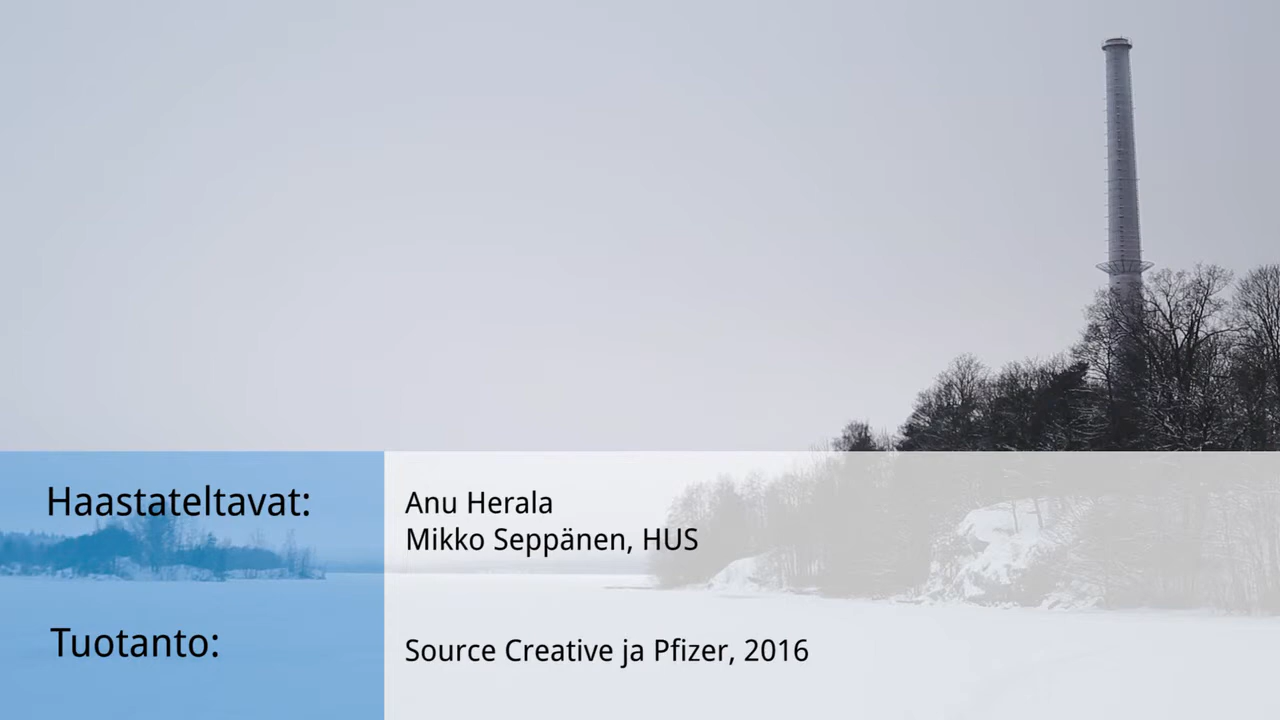 Haastateltavat:
Anu Herala
Mikko Seppänen, HUS
Tuotanto:
Source Creative ja Pfizer, 2016